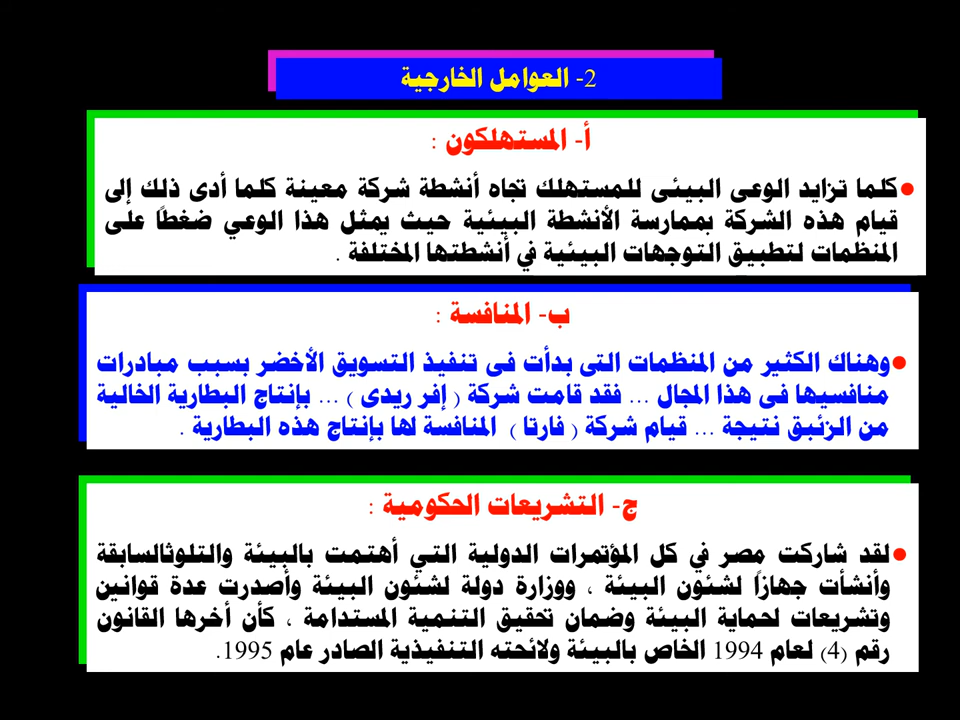 2- العوامل الخارجية
أ- المستهلكون :
● كلما تزايد الوعى البيئى للمستهلك تجاه أنشطة شركة معينة كلما أدى ذلك إلى
قيام هذه الشركة بممارسة الأنشطة البيئية حيث يمثل هذا الوعي ضغطاً على
المنظمات لتطبيق التوجهات البيئية في أنشطتها المختلفة .
ب- المنافسة :
● وهناك الكثير من المنظمات التى بدأت فى تنفيذ التسويق الأخضر بسبب مبادرات
منافسيها فى هذا المجال ... فقد قامت شركة ( إفر ريدى ) ... بإنتاج البطارية الخالية
من الزئبق نتيجة ... قيام شركة ( فارتا ) المنافسة لها بإنتاج هذه البطارية .
ج- التشريعات الحكومية :
● لقد شاركت مصر في كل المؤتمرات الدولية التي أهتمت بالبيئة والتلوثالسابقة
وأنشأت جهازاً لشئون البيئة ، ووزارة دولة لشئون البيئة وأصدرت عدة قوانين
وتشريعات لحماية البيئة وضمان تحقيق التنمية المستدامة ، كأن أخرها القانون
رقم (4) لعام 1994 الخاص بالبيئة ولائحته التنفيذية الصادر عام 1995.